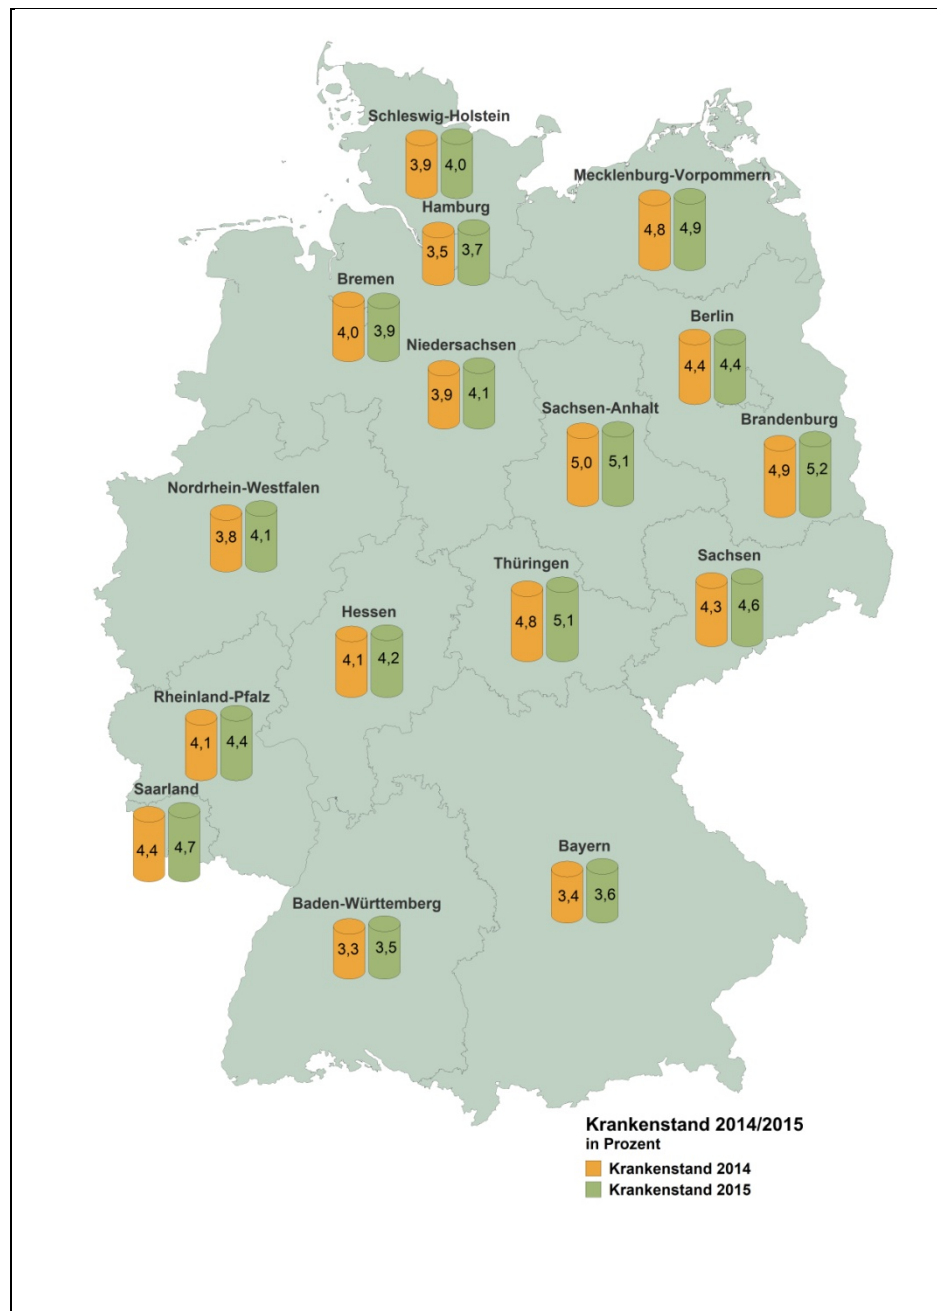 Schleswig-Holstein
3,9 4,0
Mecklenburg-Vorpommern
4,8 4,9
Hamburg
3,5 3,7
Bremen
4,0 3,9
Berlin
4,4 4,4
Niedersachsen
3,9 4,1
Sachsen-Anhalt
5,0 5,1
Brandenburg
4,9 5,2
Nordrhein-Westfalen
3,8 4,1
Thüringen
4,8 5,1
Sachsen
4,3 4,6
Hessen
4,1 4,2
Rheinland-Pfalz
4,1 4,4
Saarland
4,4 4,7
Bayern
3,4 3,6
Baden-Württemberg
3,3 3,5
Krankenstand 2014/2015
in Prozent
Krankenstand 2014
Krankenstand 2015